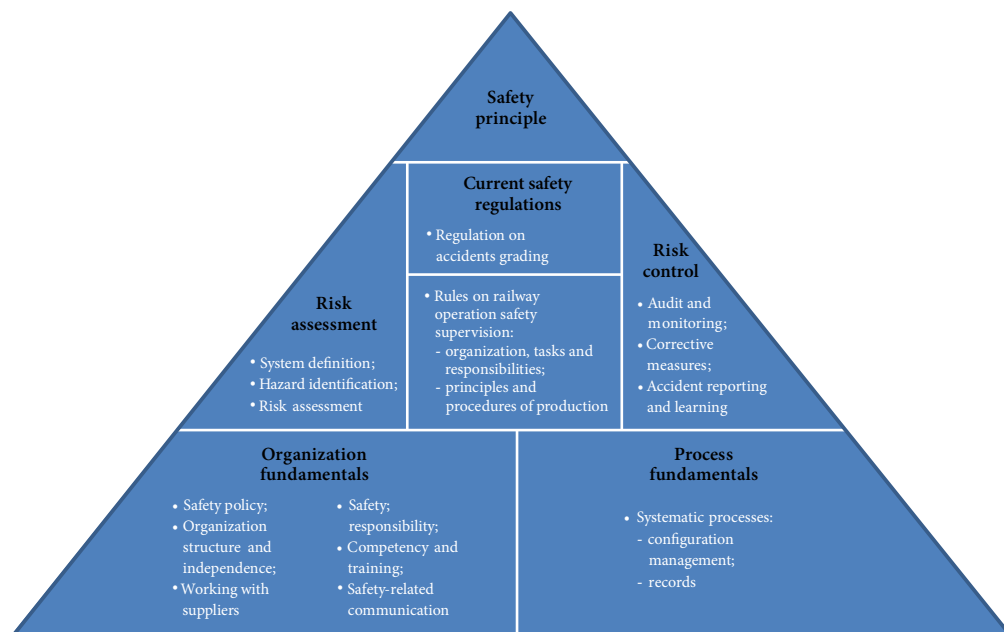 Safety
principle
Current safety
regulations
• Regulation on
accidents grading
• Rules on railway
operation safety
supervision:
- organization, tasks and
responsibilities;
- principles and
procedures of production
Risk
assessment
• System definition;
• Hazard identification;
• Risk assessment
Risk
control
• Audit and
monitoring;
• Corrective
measures;
• Accident reporting
and learning
Organization
fundamentals
• Safety policy;
• Organization
structure and
independence;
• Working with
suppliers
• Safety;
responsibility;
• Competency and
training;
• Safety-related
communication
Process
fundamentals
• Systematic processes:
- configuration
management;
- records